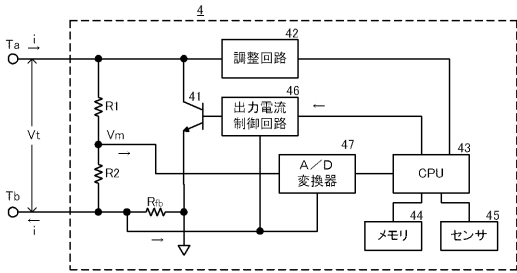 4
Ta
i
42
調整回路
41
46
出力電流
制御回路
R1
Vt
Vm
47
A/D
変換器
43
CPU
R2
Tb
i
Rfb
44
メモリ
45
センサ